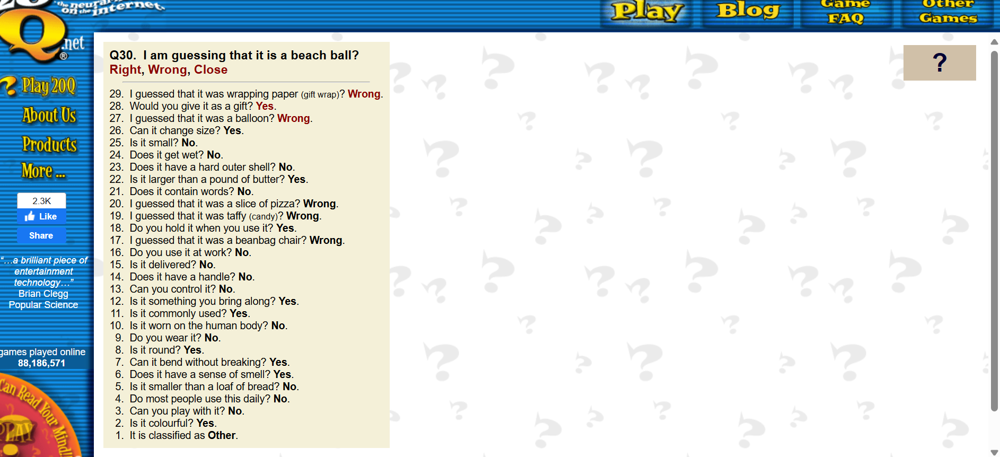 the neural
on the internet.
Q.net®
Play
Blog
Game FAQ
Other Games
Play 20Q
About Us
Products
More ...
2.3K
Like
Share
“…a brilliant piece of
entertainment
technology…”
Brian Clegg
Popular Science
games played online
88,186,571
Can Read Your Mind!
PLAY
Q30. I am guessing that it is a beach ball?
Right, Wrong, Close
29. I guessed that it was wrapping paper (gift wrap)? Wrong.
28. Would you give it as a gift? Yes.
27. I guessed that it was a balloon? Wrong.
26. Can it change size? Yes.
25. Is it small? No.
24. Does it get wet? No.
23. Does it have a hard outer shell? No.
22. Is it larger than a pound of butter? Yes.
21. Does it contain words? No.
20. I guessed that it was a slice of pizza? Wrong.
19. I guessed that it was taffy (candy)? Wrong.
18. Do you hold it when you use it? Yes.
17. I guessed that it was a beanbag chair? Wrong.
16. Do you use it at work? No.
15. Is it delivered? No.
14. Does it have a handle? No.
13. Can you control it? No.
12. Is it something you bring along? Yes.
11. Is it commonly used? Yes.
10. Is it worn on the human body? No.
9. Do you wear it? No.
8. Is it round? Yes.
7. Can it bend without breaking? Yes.
6. Does it have a sense of smell? Yes.
5. Is it smaller than a loaf of bread? No.
4. Do most people use this daily? No.
3. Can you play with it? No.
2. Is it colourful? Yes.
1. It is classified as Other.
?